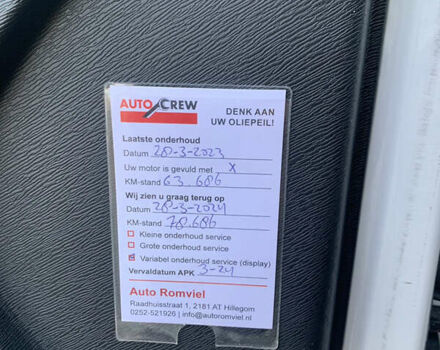 AUTO CREW
DENK AAN
UW OLIEPEIL!
Laatste onderhoud
Datum 28-3-2023
Uw motor is gevuld met X
KM-stand 63.686
Wij zien u graag terug op
Datum 28-3-2024
KM-stand 78.686
Kleine onderhoud service
Grote onderhoud service
Variabel onderhoud service (display)
Vervaldatum APK 3-24
Auto Romviel
Raadhuisstraat 1, 2181 AT Hillegom
0252-521926 | info@autoromviel.nl